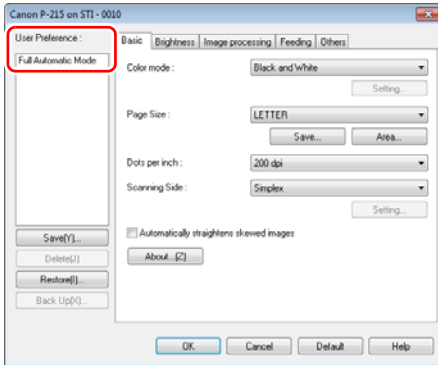 Canon P-215 on STI - 0010
User Preference :
Full Automatic Mode
Save(Y)...
Delete(J)
Restore(I)...
Back Up(X)...
Basic Brightness Image processing Feeding Others
Color mode : Black and White
Setting...
Page Size : LETTER
Save... Area...
Dots per inch : 200 dpi
Scanning Side : Simplex
Setting...
Automatically straightens skewed images
About...(Z)
OK Cancel Default Help